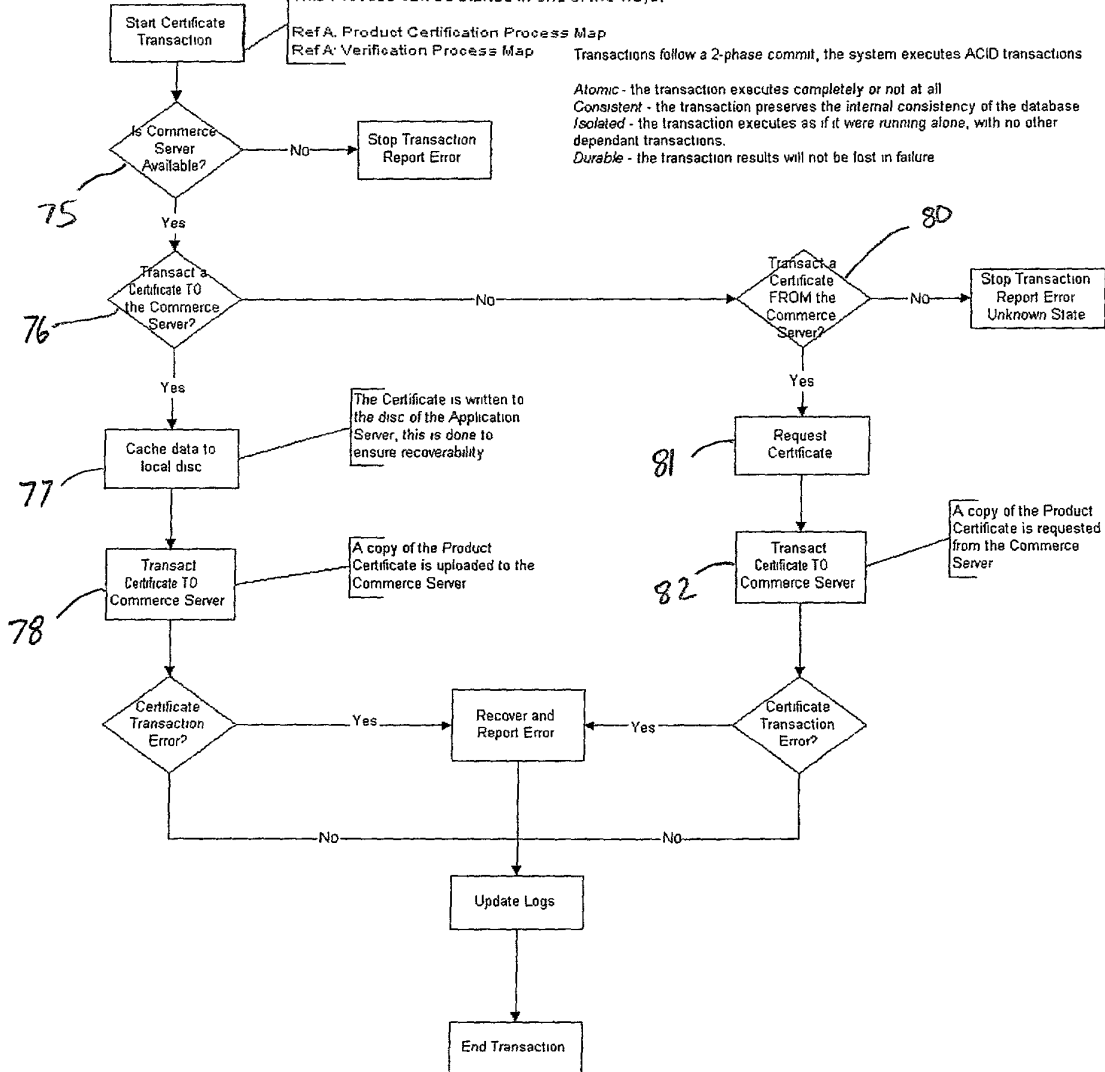 Start Certificate
Transaction
Ref A. Product Certification Process Map
Ref A: Verification Process Map
Transactions follow a 2-phase commit, the system executes ACID transactions
Atomic - the transaction executes completely or not at all
Consistent - the transaction preserves the internal consistency of the database
Isolated - the transaction executes as if it were running alone, with no other
dependant transactions.
Durable - the transaction results will not be lost in failure
Is Commerce
Server
Available?
No
Stop Transaction
Report Error
75
Yes
80
Transact a
Certificate TO
the Commerce
Server?
No
Transact a
Certificate
FROM the
Commerce
Server?
No
Stop Transaction
Report Error
Unknown State
76
Yes
Yes
The Certificate is written to
the disc of the Application
Server, this is done to
ensure recoverability
Cache data to
local disc
77
Request
Certificate
81
Transact
Certificate TO
Commerce Server
78
A copy of the Product
Certificate is uploaded to the
Commerce Server
Transact
Certificate TO
Commerce Server
82
A copy of the Product
Certificate is requested
from the Commerce
Server
Certificate
Transaction
Error?
Yes
Recover and
Report Error
Yes
Certificate
Transaction
Error?
No
No
Update Logs
End Transaction